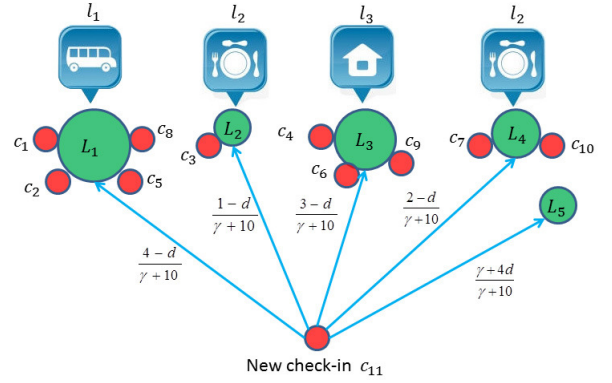 l₁ l₂ l₃ l₂
L₁ L₂ L₃ L₄ L₅
c₁ c₂ c₈ c₅
c₃
c₄ c₆ c₉
c₇ c₁₀
(4 − d)/(γ + 10)
(1 − d)/(γ + 10)
(3 − d)/(γ + 10)
(2 − d)/(γ + 10)
(γ + 4d)/(γ + 10)
New check-in c₁₁